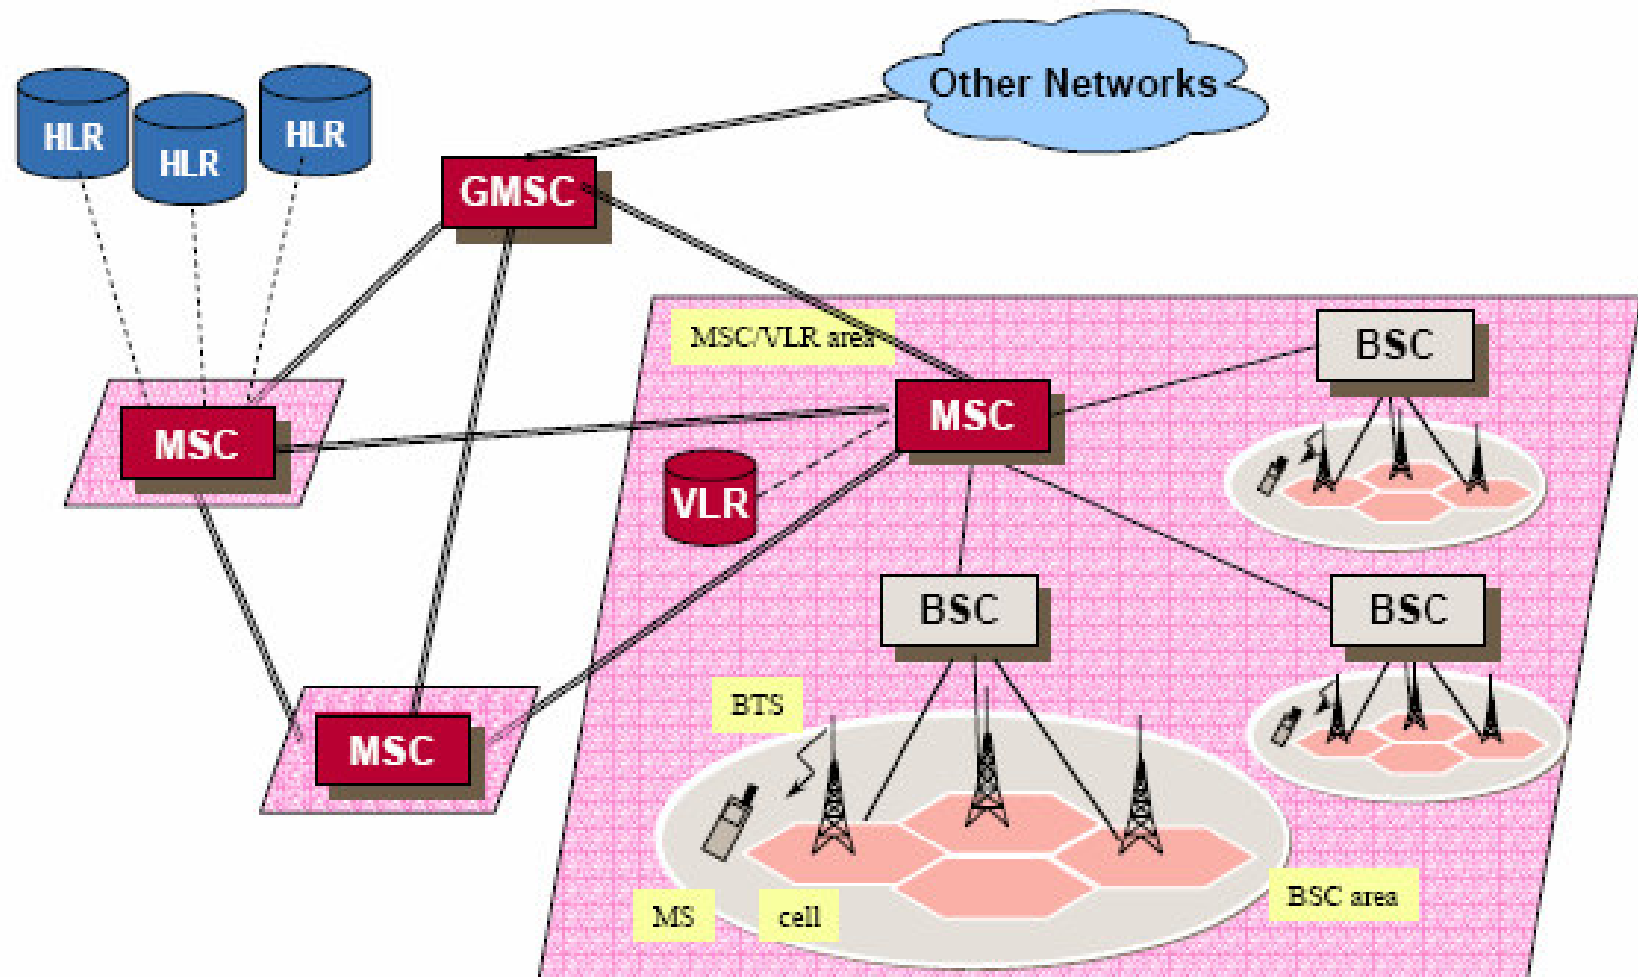 Other Networks
HLR
HLR
HLR
GMSC
MSC/VLR area
BSC
MSC
MSC
VLR
BSC
BSC
BTS
MSC
MS
cell
BSC area